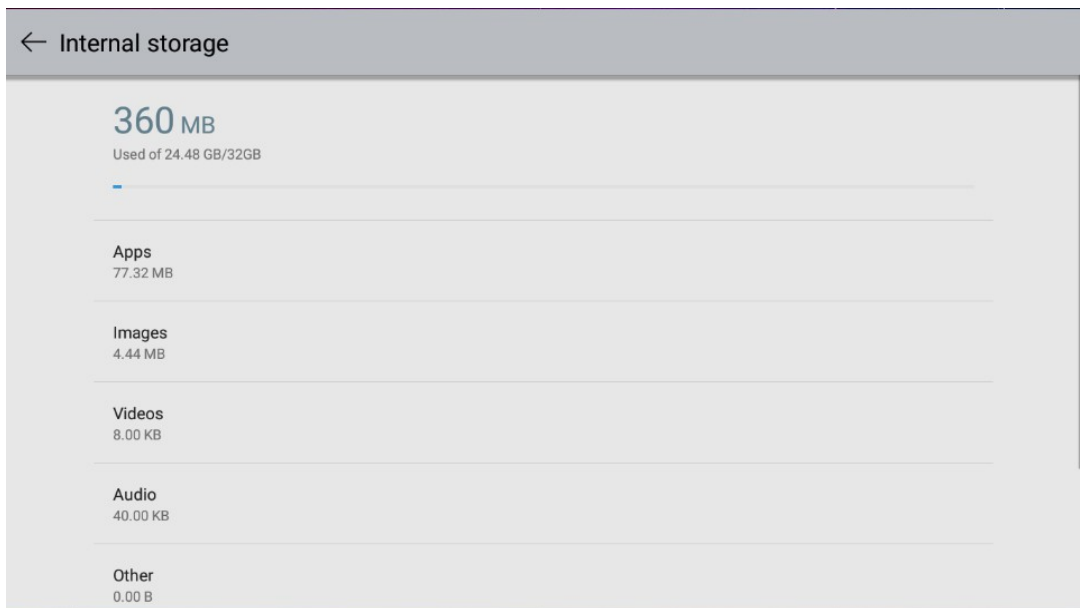 Internal storage
360 MB
Used of 24.48 GB/32GB
Apps
77.32 MB
Images
4.44 MB
Videos
8.00 KB
Audio
40.00 KB
Other
0.00 B